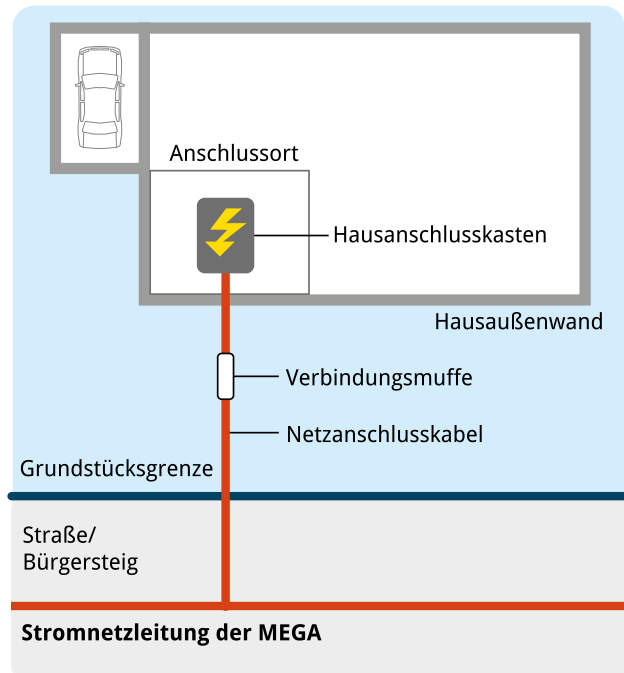 Anschlussort
Hausanschlusskasten
Hausaußenwand
Verbindungsmuffe
Netzanschlusskabel
Grundstücksgrenze
Straße/
Bürgersteig
Stromnetzleitung der MEGA